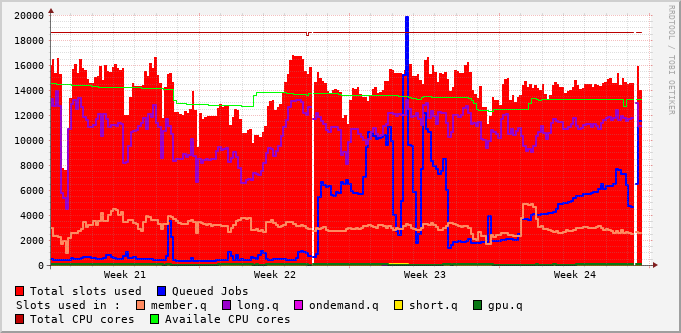 20000
18000
16000
14000
12000
10000
8000
6000
4000
2000
0
Week 21 Week 22 Week 23 Week 24
RRDTOOL / TOBI OETIKER
Total slots used Queued Jobs
Slots used in : member.q long.q ondemand.q short.q gpu.q
Total CPU cores Availale CPU cores